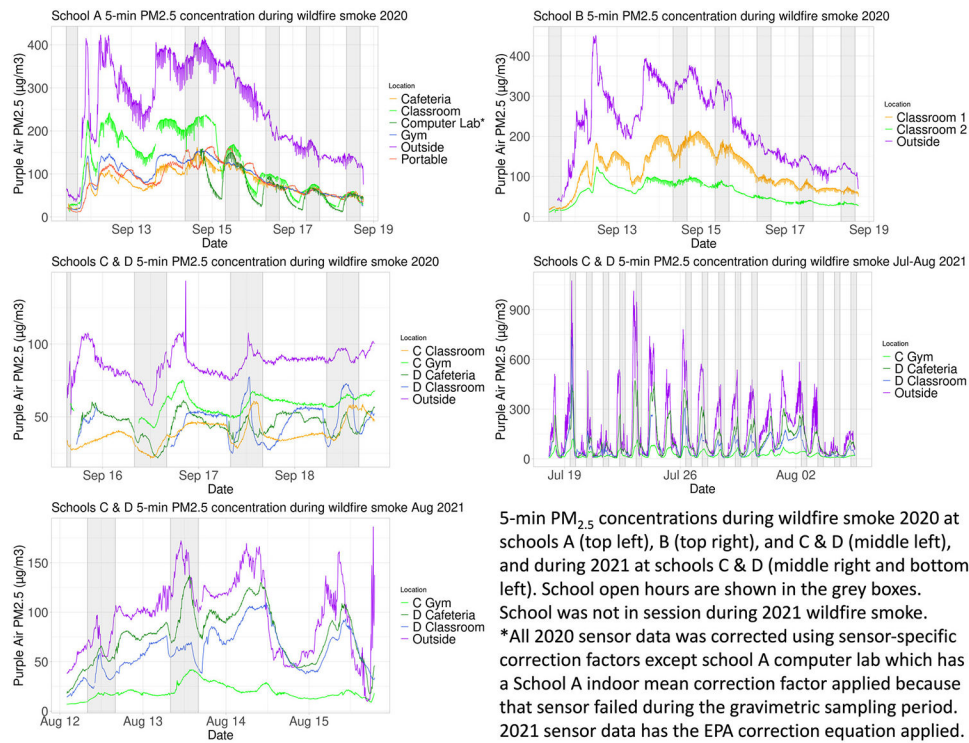 School A 5-min PM2.5 concentration during wildfire smoke 2020
Purple Air PM2.5 (µg/m3)
400
300
200
100
0
Sep 13
Sep 15
Sep 17
Sep 19
Date
Location
Cafeteria
Classroom
Computer Lab*
Gym
Outside
Portable
School B 5-min PM2.5 concentration during wildfire smoke 2020
Purple Air PM2.5 (µg/m3)
400
300
200
100
0
Sep 13
Sep 15
Sep 17
Sep 19
Date
Location
Classroom 1
Classroom 2
Outside
Schools C & D 5-min PM2.5 concentration during wildfire smoke 2020
Purple Air PM2.5 (µg/m3)
100
50
Sep 16
Sep 17
Sep 18
Date
Location
C Classroom
C Gym
D Cafeteria
D Classroom
Outside
Schools C & D 5-min PM2.5 concentration during wildfire smoke Jul-Aug 2021
Purple Air PM2.5 (µg/m3)
900
600
300
0
Jul 19
Jul 26
Aug 02
Date
Location
C Gym
D Cafeteria
D Classroom
Outside
Schools C & D 5-min PM2.5 concentration during wildfire smoke Aug 2021
Purple Air PM2.5 (µg/m3)
150
100
50
0
Aug 12
Aug 13
Aug 14
Aug 15
Date
Location
C Gym
D Cafeteria
D Classroom
Outside
5-min PM2.5 concentrations during wildfire smoke 2020 at
schools A (top left), B (top right), and C & D (middle left),
and during 2021 at schools C & D (middle right and bottom
left). School open hours are shown in the grey boxes.
School was not in session during 2021 wildfire smoke.
*All 2020 sensor data was corrected using sensor-specific
correction factors except school A computer lab which has
a School A indoor mean correction factor applied because
that sensor failed during the gravimetric sampling period.
2021 sensor data has the EPA correction equation applied.